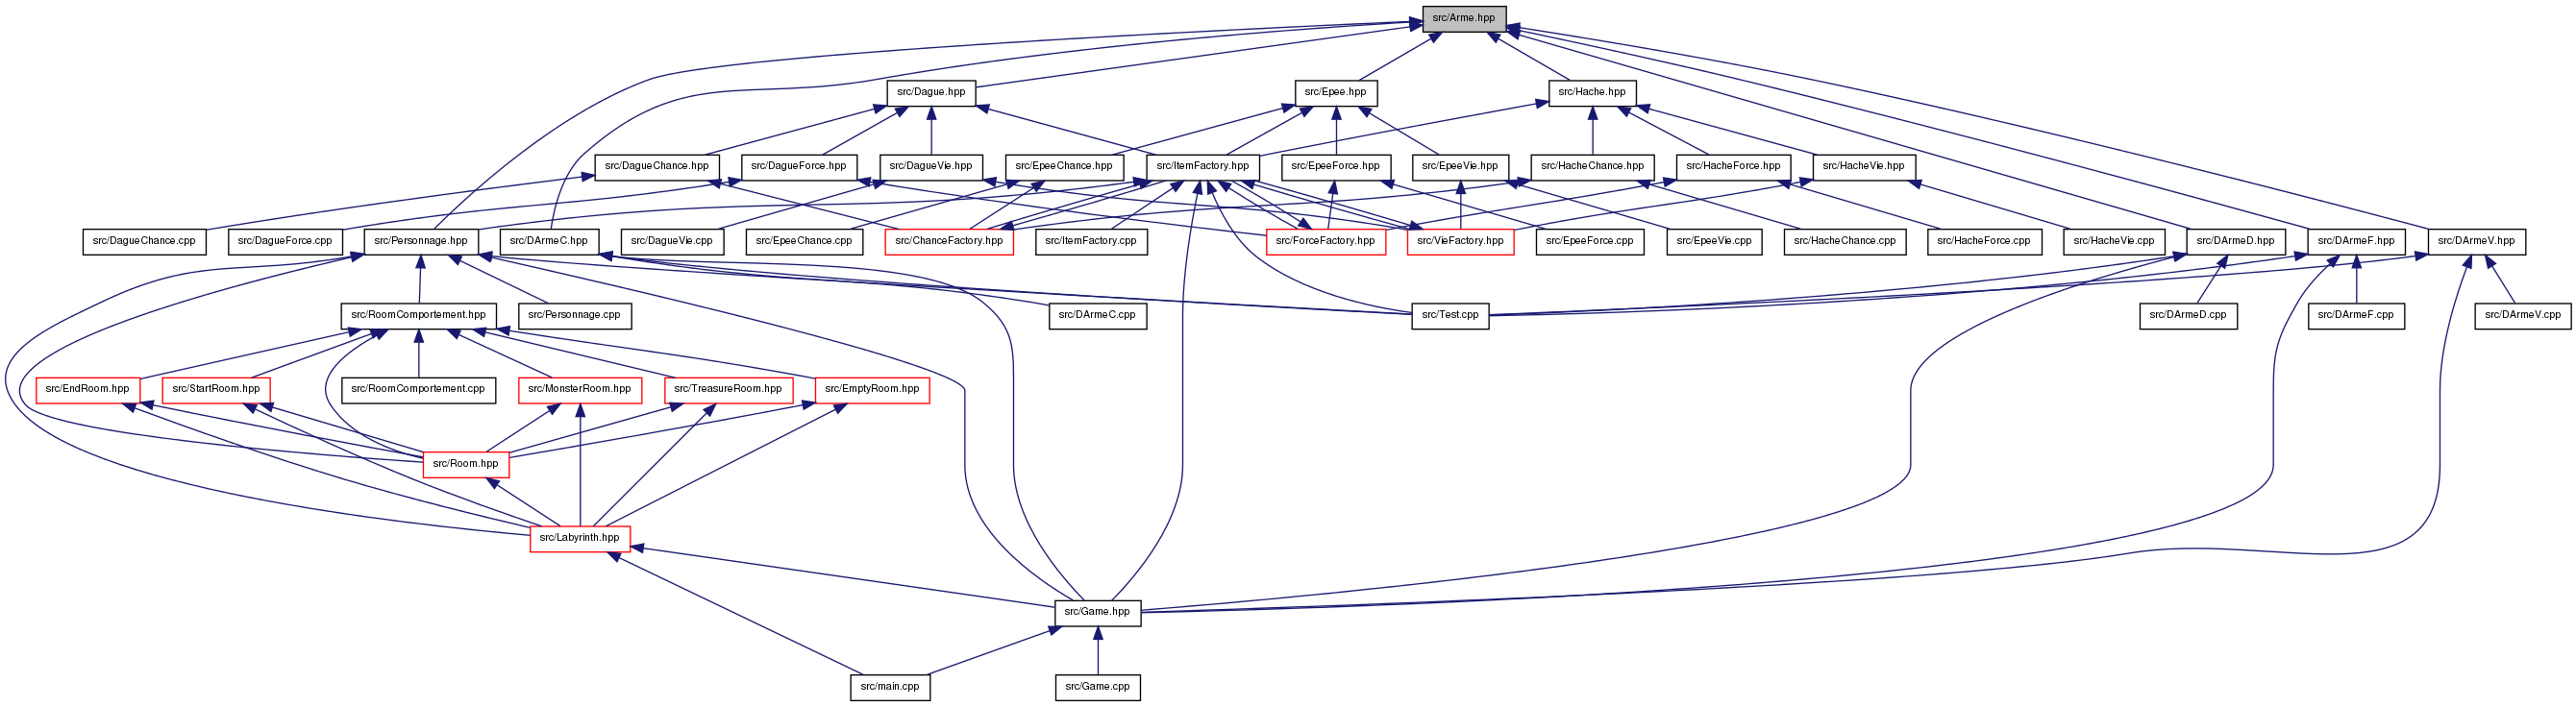 src/Arme.hpp
src/Dague.hpp
src/Epee.hpp
src/Hache.hpp
src/DagueChance.hpp
src/DagueForce.hpp
src/DagueVie.hpp
src/EpeeChance.hpp
src/ItemFactory.hpp
src/EpeeForce.hpp
src/EpeeVie.hpp
src/HacheChance.hpp
src/HacheForce.hpp
src/HacheVie.hpp
src/DagueChance.cpp
src/DagueForce.cpp
src/Personnage.hpp
src/DArmeC.hpp
src/DagueVie.cpp
src/EpeeChance.cpp
src/ChanceFactory.hpp
src/ItemFactory.cpp
src/ForceFactory.hpp
src/VieFactory.hpp
src/EpeeForce.cpp
src/EpeeVie.cpp
src/HacheChance.cpp
src/HacheForce.cpp
src/HacheVie.cpp
src/DArmeD.hpp
src/DArmeF.hpp
src/DArmeV.hpp
src/RoomComportement.hpp
src/Personnage.cpp
src/DArmeC.cpp
src/Test.cpp
src/DArmeD.cpp
src/DArmeF.cpp
src/DArmeV.cpp
src/EndRoom.hpp
src/StartRoom.hpp
src/RoomComportement.cpp
src/MonsterRoom.hpp
src/TreasureRoom.hpp
src/EmptyRoom.hpp
src/Room.hpp
src/Labyrinth.hpp
src/Game.hpp
src/main.cpp
src/Game.cpp